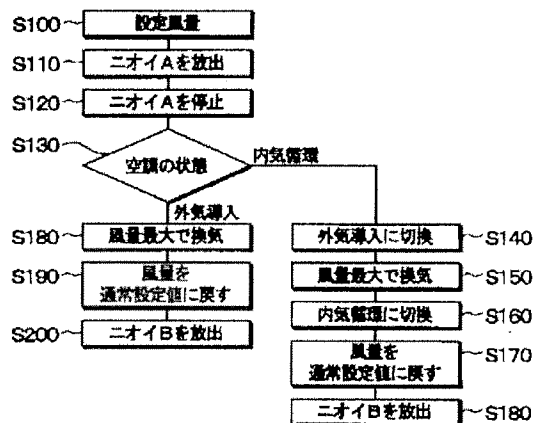 S100
設定風量
S110
ニオイAを放出
S120
ニオイAを停止
S130
空調の状態
内気循環
外気導入
S180
風量最大で換気
S190
風量を
通常設定値に戻す
S200
ニオイBを放出
外気導入に切換
S140
風量最大で換気
S150
内気循環に切換
S160
風量を
通常設定値に戻す
S170
ニオイBを放出
S180